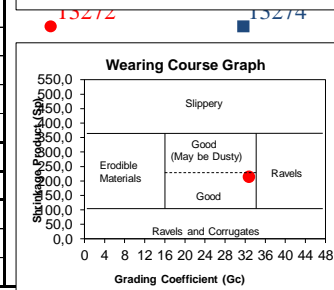 13272 13274
Wearing Course Graph
Shrinkage Product (Sp)
550,0
500,0
450,0
400,0
350,0
300,0
250,0
200,0
150,0
100,0
50,0
0,0
Slippery
Good
(May be Dusty)
Erodible
Materials
Ravels
Good
Ravels and Corrugates
0 4 8 12 16 20 24 28 32 36 40 44 48
Grading Coefficient (Gc)